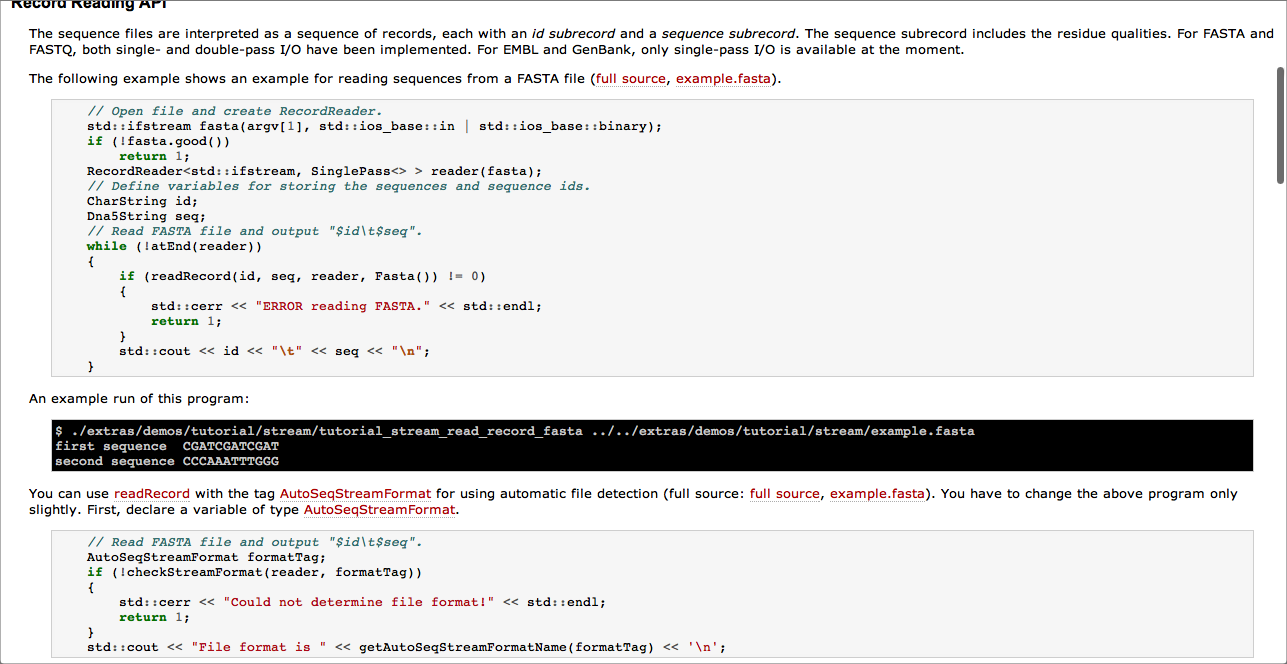 Record Reading API
The sequence files are interpreted as a sequence of records, each with an id subrecord and a sequence subrecord. The sequence subrecord includes the residue qualities. For FASTA and
FASTQ, both single- and double-pass I/O have been implemented. For EMBL and GenBank, only single-pass I/O is available at the moment.
The following example shows an example for reading sequences from a FASTA file (full source, example.fasta).
// Open file and create RecordReader.
std::ifstream fasta(argv[1], std::ios_base::in | std::ios_base::binary);
if (!fasta.good())
    return 1;
RecordReader<std::ifstream, SinglePass<> > reader(fasta);
// Define variables for storing the sequences and sequence ids.
CharString id;
Dna5String seq;
// Read FASTA file and output "$id\t$seq".
while (!atEnd(reader))
{
    if (readRecord(id, seq, reader, Fasta()) != 0)
    {
        std::cerr << "ERROR reading FASTA." << std::endl;
        return 1;
    }
    std::cout << id << "\t" << seq << "\n";
}
An example run of this program:
$ ./extras/demos/tutorial/stream/tutorial_stream_read_record_fasta ../../extras/demos/tutorial/stream/example.fasta
first sequence  CGATCGATCGAT
second sequence CCCAAATTTGGG
You can use readRecord with the tag AutoSeqStreamFormat for using automatic file detection (full source: full source, example.fasta). You have to change the above program only
slightly. First, declare a variable of type AutoSeqStreamFormat.
// Read FASTA file and output "$id\t$seq".
AutoSeqStreamFormat formatTag;
if (!checkStreamFormat(reader, formatTag))
{
    std::cerr << "Could not determine file format!" << std::endl;
    return 1;
}
std::cout << "File format is " << getAutoSeqStreamFormatName(formatTag) << '\n';